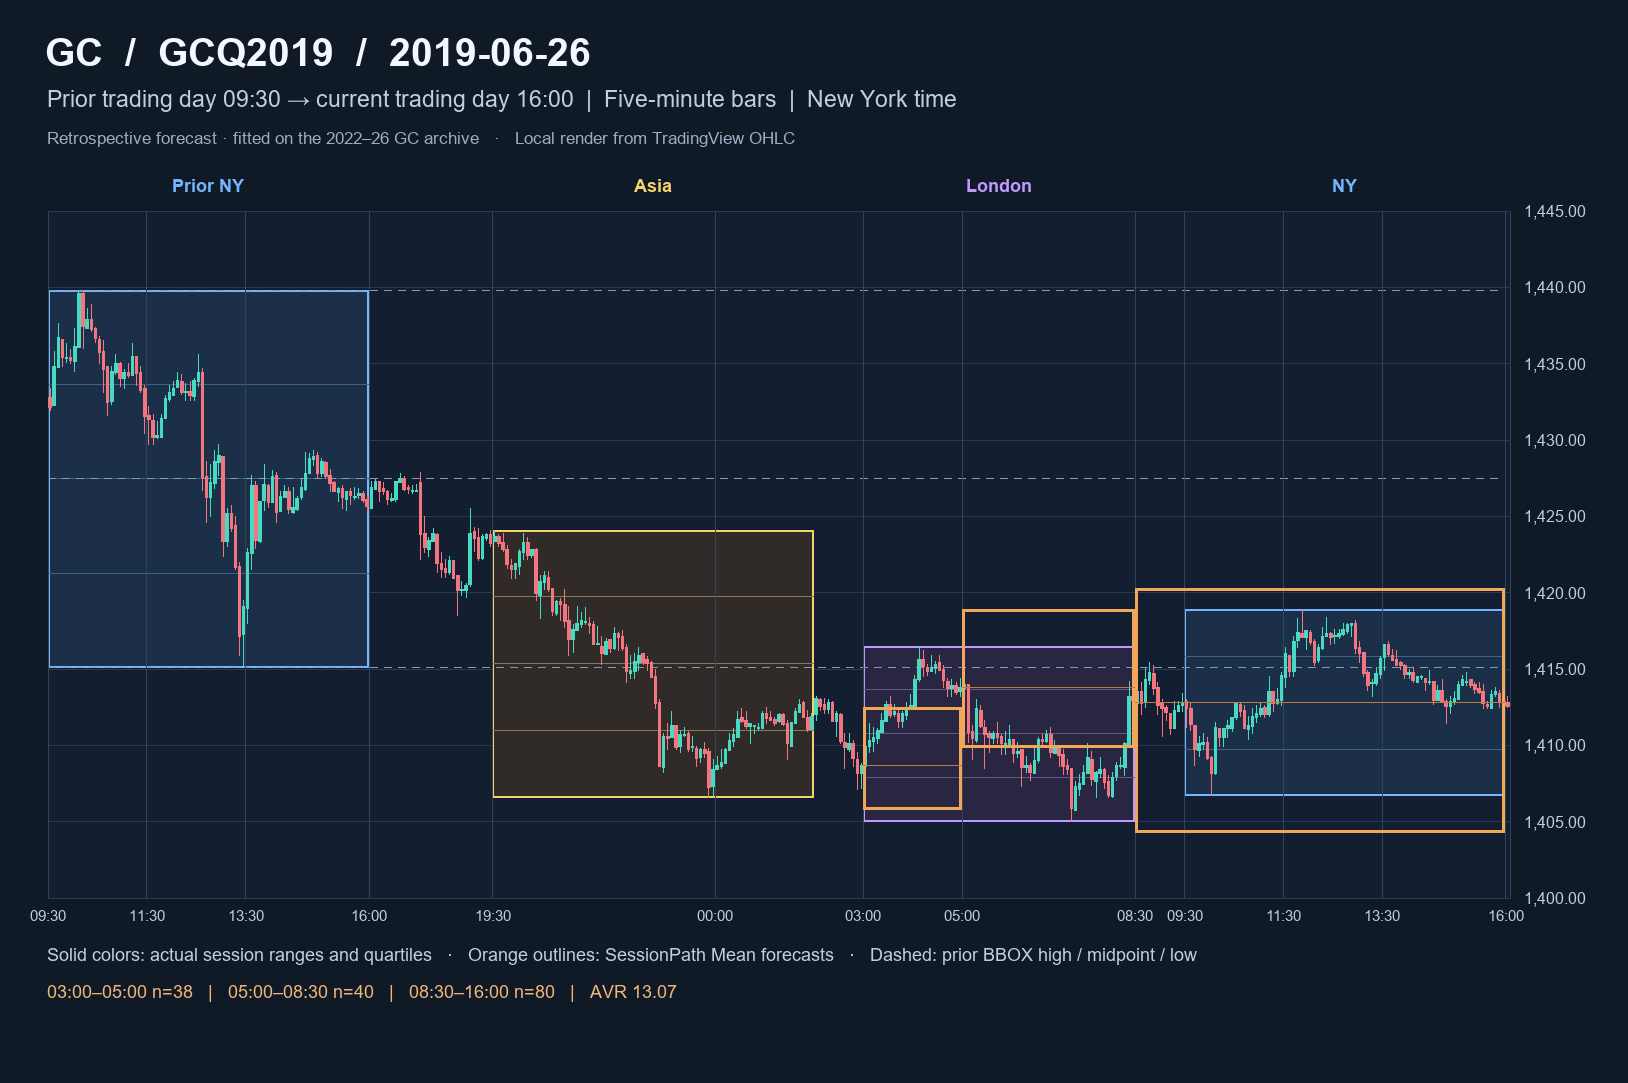 GC / GCQ2019 / 2019-06-26
Prior trading day 09:30 → current trading day 16:00 | Five-minute bars | New York time
Retrospective forecast · fitted on the 2022–26 GC archive · Local render from TradingView OHLC
Prior NY Asia London NY
1,445.00
1,440.00
1,435.00
1,430.00
1,425.00
1,420.00
1,415.00
1,410.00
1,405.00
1,400.00
09:30 11:30 13:30 16:00 19:30 00:00 03:00 05:00 08:30 09:30 11:30 13:30 16:00
Solid colors: actual session ranges and quartiles · Orange outlines: SessionPath Mean forecasts · Dashed: prior BBOX high / midpoint / low
03:00–05:00 n=38 | 05:00–08:30 n=40 | 08:30–16:00 n=80 | AVR 13.07